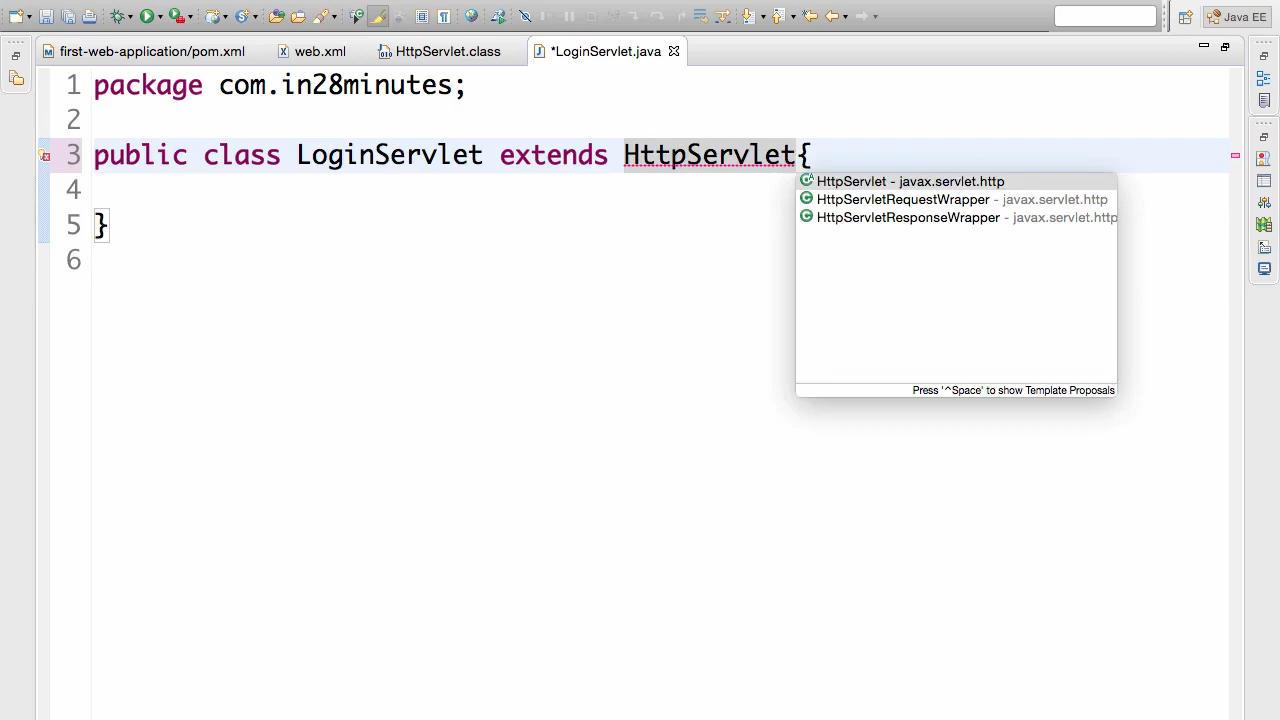 Java EE
first-web-application/pom.xml
web.xml
HttpServlet.class
*LoginServlet.java
1 package com.in28minutes;
2
3 public class LoginServlet extends HttpServlet{
4
5 }
6
HttpServlet - javax.servlet.http
HttpServletRequestWrapper - javax.servlet.http
HttpServletResponseWrapper - javax.servlet.http
Press '^Space' to show Template Proposals